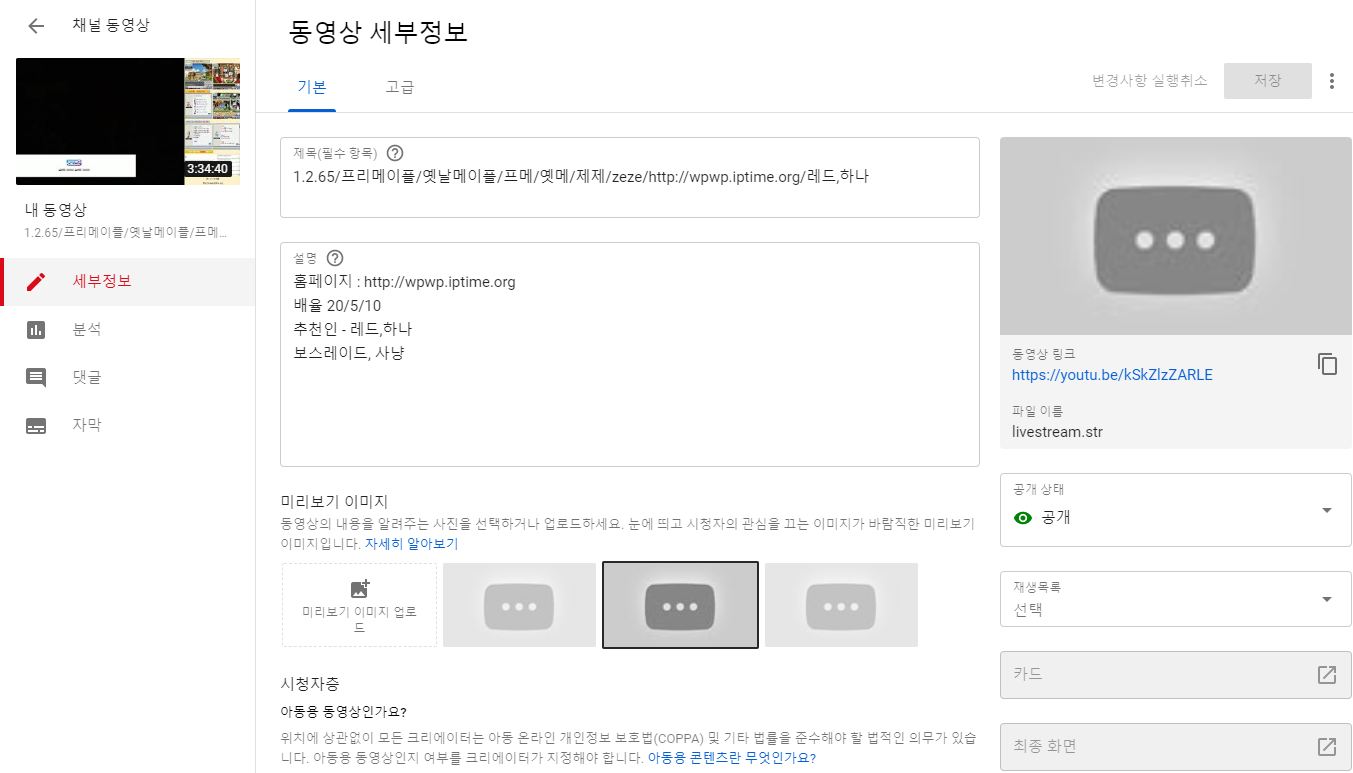 채널 동영상
3:34:40
내 동영상
1.2.65/프리메이플/옛날메이플/프메...
세부정보
분석
댓글
자막
동영상 세부정보
기본
고급
변경사항 실행취소
저장
제목(필수 항목)
1.2.65/프리메이플/옛날메이플/프메/옛메/제제/zeze/http://wpwp.iptime.org/레드,하나
설명
홈페이지 : http://wpwp.iptime.org
배율 20/5/10
추천인 - 레드,하나
보스레이드, 사냥
미리보기 이미지
동영상의 내용을 알려주는 사진을 선택하거나 업로드하세요. 눈에 띄고 시청자의 관심을 끄는 이미지가 바람직한 미리보기
이미지입니다. 자세히 알아보기
미리보기 이미지 업로
드
시청자층
아동용 동영상인가요?
위치에 상관없이 모든 크리에이터는 아동 온라인 개인정보 보호법(COPPA) 및 기타 법률을 준수해야 할 법적인 의무가 있습
니다. 아동용 동영상인지 여부를 크리에이터가 지정해야 합니다. 아동용 콘텐츠란 무엇인가요?
동영상 링크
https://youtu.be/kSkZlzZARLE
파일 이름
livestream.str
공개 상태
공개
재생목록
선택
카드
최종 화면